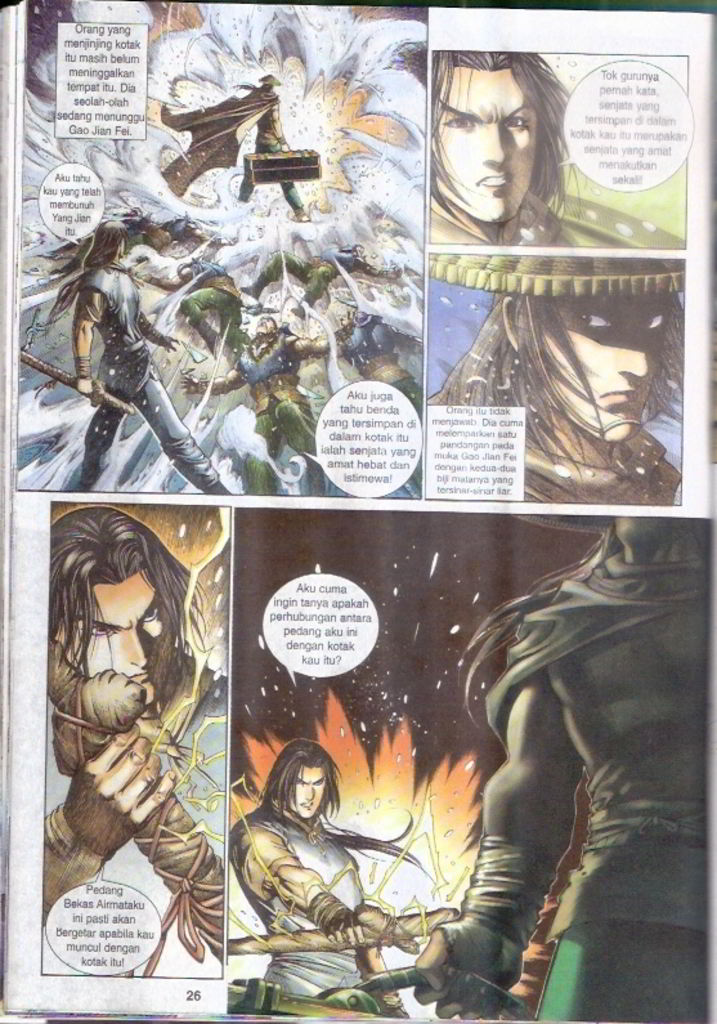 Orang yang
menjinjing kotak
itu masih belum
meninggalkan
tempat itu. Dia
seolah-olah
sedang menunggu
Gao Jian Fei.
Aku tahu
kau yang telah
membunuh
Yang Jian
itu.
Aku juga
tahu benda
yang tersimpan di
dalam kotak itu
ialah senjata yang
amat hebat dan
istimewa!
Tok gurunya
pernah kata,
senjata yang
tersimpan di dalam
kotak kau itu merupakan
senjata yang amat
menakutkan
sekali!
Orang itu tidak
menjawab. Dia cuma
melemparkan satu
pandangan pada
muka Gao Jian Fei
dengan kedua-dua
biji matanya yang
tersinar-sinar liar.
Pedang
Bekas Airmataku
ini pasti akan
bergetar apabila kau
muncul dengan
kotak itu!
Aku cuma
ingin tanya apakah
perhubungan antara
pedang aku ini
dengan kotak
kau itu?
26